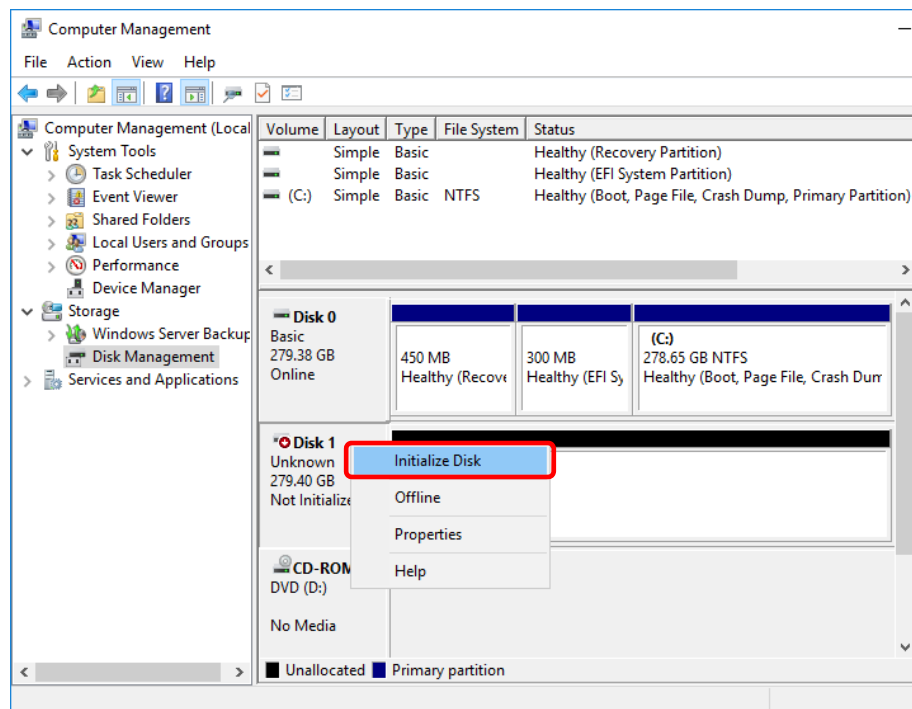 Computer Management
File Action View Help
Computer Management (Local
System Tools
Task Scheduler
Event Viewer
Shared Folders
Local Users and Groups
Performance
Device Manager
Storage
Windows Server Backup
Disk Management
Services and Applications
Volume Layout Type File System Status
Simple Basic Healthy (Recovery Partition)
Simple Basic Healthy (EFI System Partition)
(C:) Simple Basic NTFS Healthy (Boot, Page File, Crash Dump, Primary Partition)
Disk 0
Basic
279.38 GB
Online
450 MB
Healthy (Recove
300 MB
Healthy (EFI Sy
(C:)
278.65 GB NTFS
Healthy (Boot, Page File, Crash Dum
Disk 1
Unknown
279.40 GB
Not Initialize
Initialize Disk
Offline
Properties
Help
CD-ROM
DVD (D:)
No Media
Unallocated Primary partition